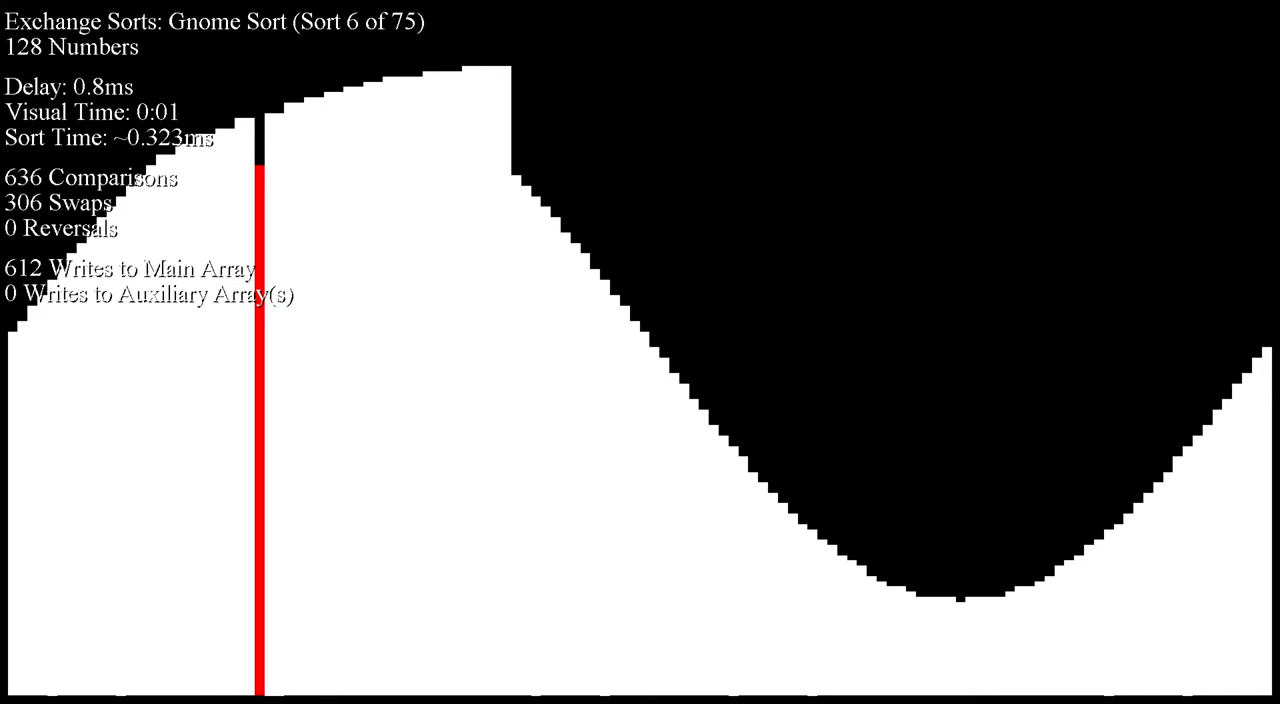 Exchange Sorts: Gnome Sort (Sort 6 of 75)
128 Numbers
Delay: 0.8ms
Visual Time: 0:01
Sort Time: ~0.323ms
636 Comparisons
306 Swaps
0 Reversals
612 Writes to Main Array
0 Writes to Auxiliary Array(s)